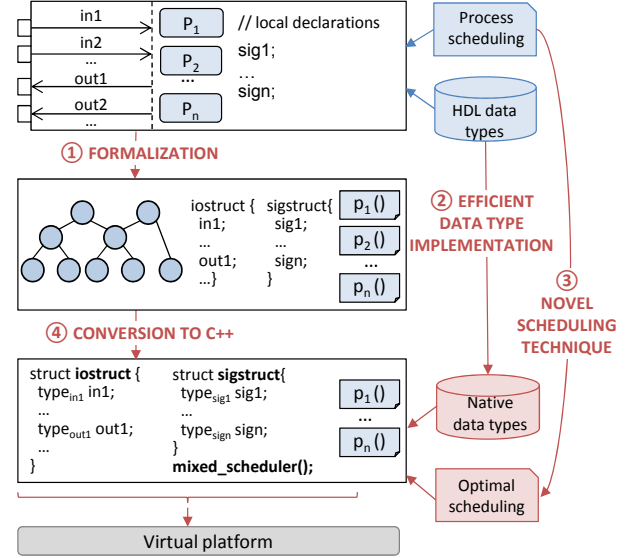 in1
in2
...
out1
out2
...
P1
P2
...
Pn
// local declarations
sig1;
...
sign;
Process
scheduling
HDL data
types
① FORMALIZATION
iostruct {
in1;
...
out1;
...}
sigstruct{
sig1;
...
sign;
}
p1()
p2()
...
pn()
② EFFICIENT
DATA TYPE
IMPLEMENTATION
③
NOVEL
SCHEDULING
TECHNIQUE
④ CONVERSION TO C++
struct iostruct {
typein1 in1;
...
typeout1 out1;
...
}
struct sigstruct{
typesig1 sig1;
...
typesign sign;
}
mixed_scheduler();
p1()
...
pn()
Native
data types
Optimal
scheduling
Virtual platform